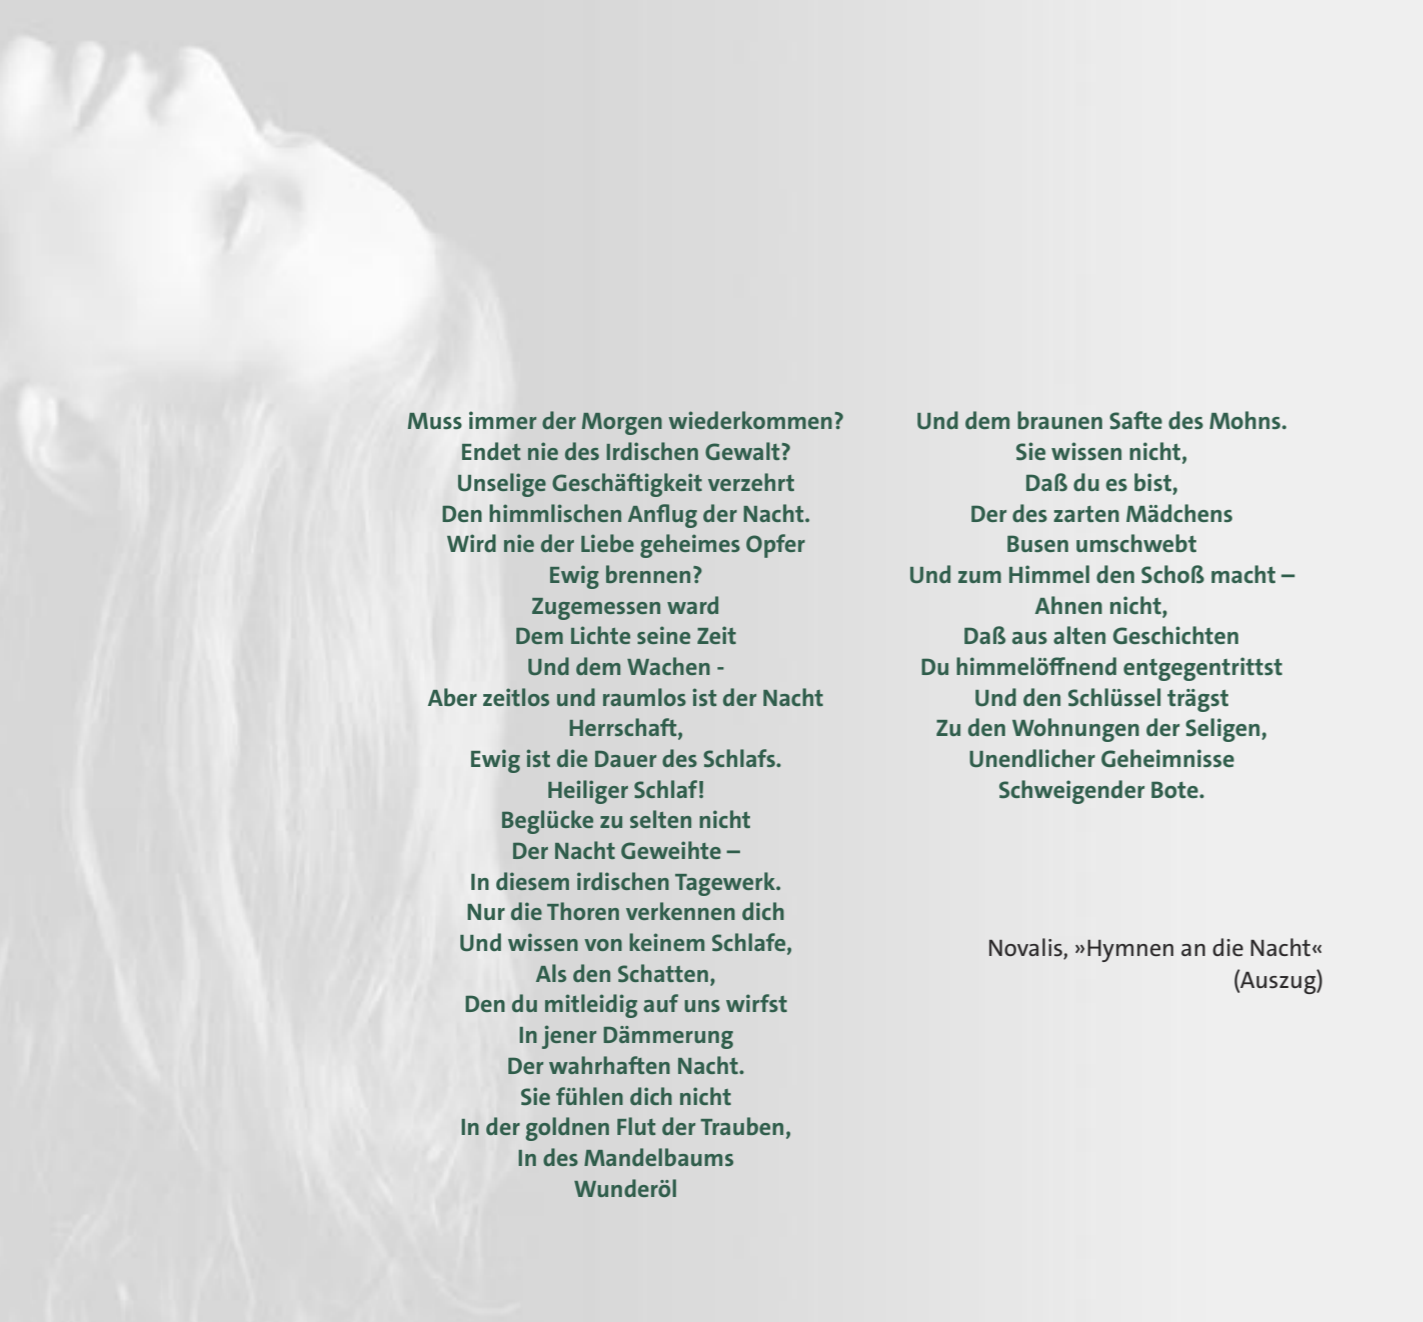 Muss immer der Morgen wiederkommen?
Endet nie des Irdischen Gewalt?
Unselige Geschäftigkeit verzehrt
Den himmlischen Anflug der Nacht.
Wird nie der Liebe geheimes Opfer
Ewig brennen?
Zugemessen ward
Dem Lichte seine Zeit
Und dem Wachen -
Aber zeitlos und raumlos ist der Nacht
Herrschaft,
Ewig ist die Dauer des Schlafs.
Heiliger Schlaf!
Beglücke zu selten nicht
Der Nacht Geweihte –
In diesem irdischen Tagewerk.
Nur die Thoren verkennen dich
Und wissen von keinem Schlafe,
Als den Schatten,
Den du mitleidig auf uns wirfst
In jener Dämmerung
Der wahrhaften Nacht.
Sie fühlen dich nicht
In der goldnen Flut der Trauben,
In des Mandelbaums
Wunderöl
Und dem braunen Safte des Mohns.
Sie wissen nicht,
Daß du es bist,
Der des zarten Mädchens
Busen umschwebt
Und zum Himmel den Schoß macht –
Ahnen nicht,
Daß aus alten Geschichten
Du himmelöffnend entgegentrittst
Und den Schlüssel trägst
Zu den Wohnungen der Seligen,
Unendlicher Geheimnisse
Schweigender Bote.
Novalis, »Hymnen an die Nacht«
(Auszug)